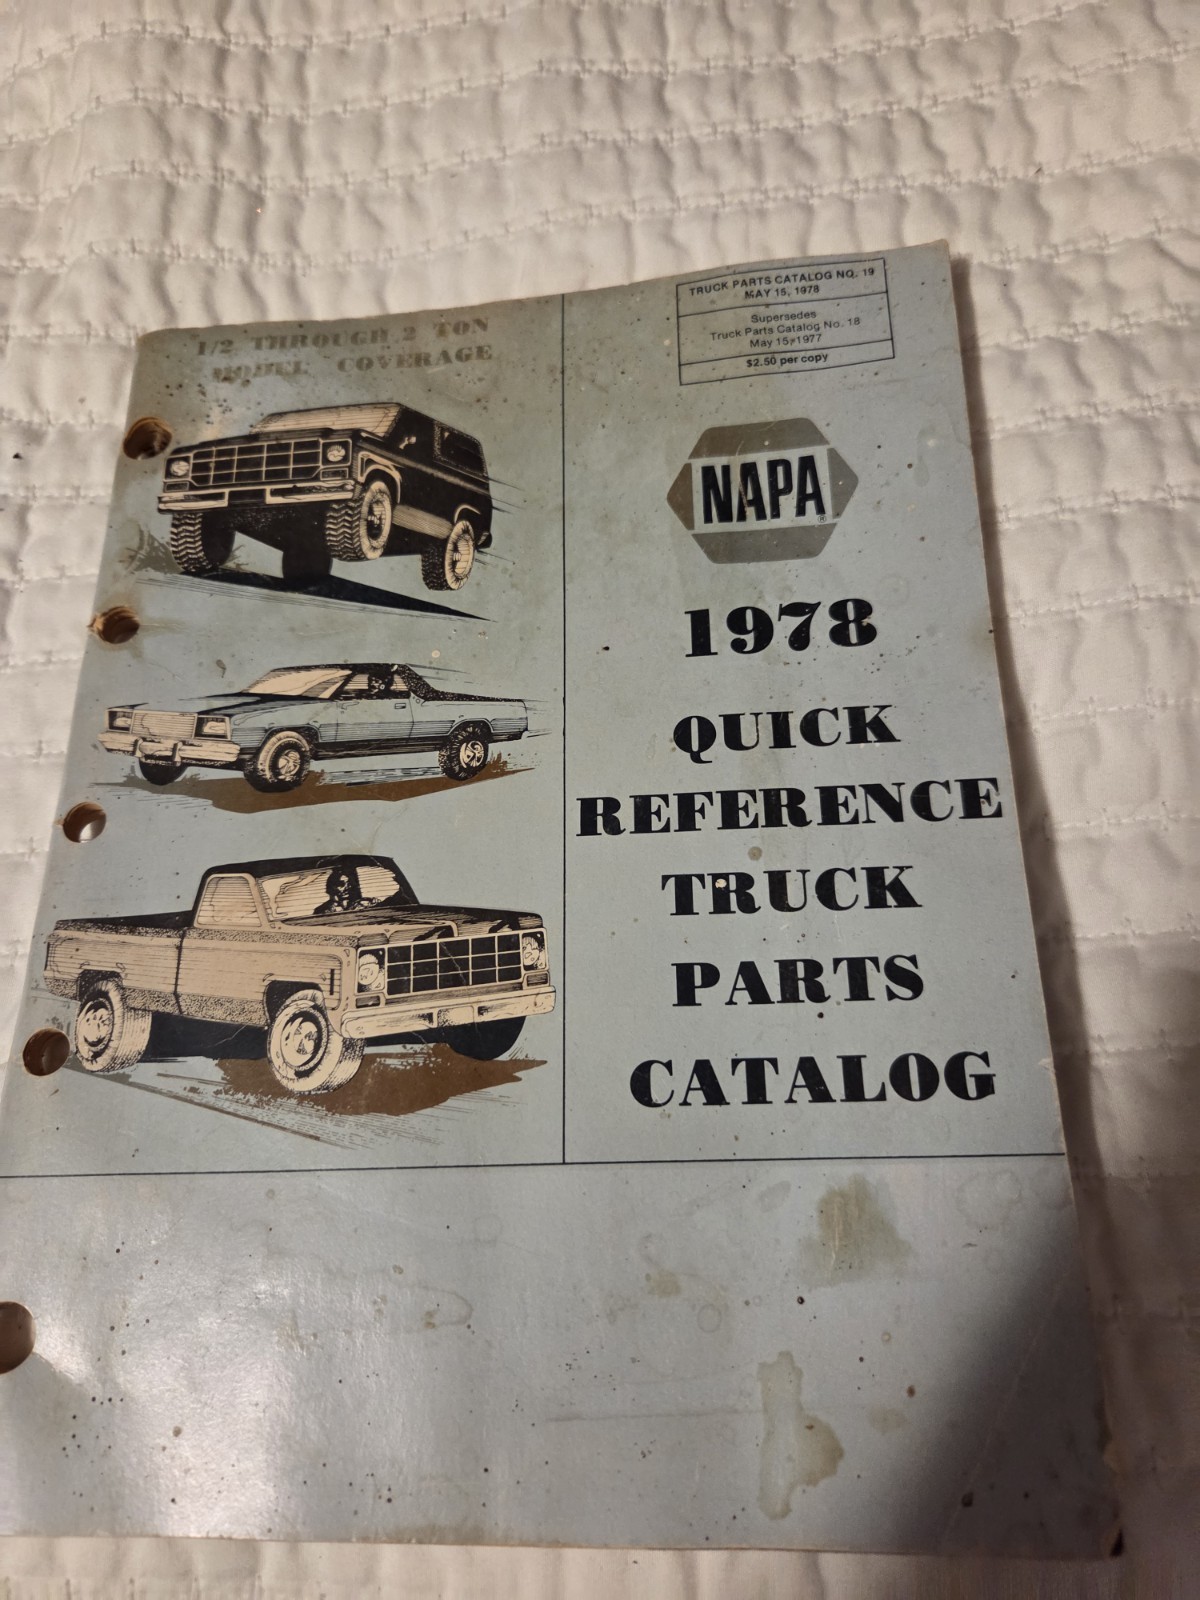 1/2 THROUGH 2 TON
MODEL COVERAGE
TRUCK PARTS CATALOG NO. 19
MAY 15, 1978
Supersedes
Truck Parts Catalog No. 18
May 15, 1977
$2.50 per copy
NAPA
®
1978
QUICK
REFERENCE
TRUCK
PARTS
CATALOG